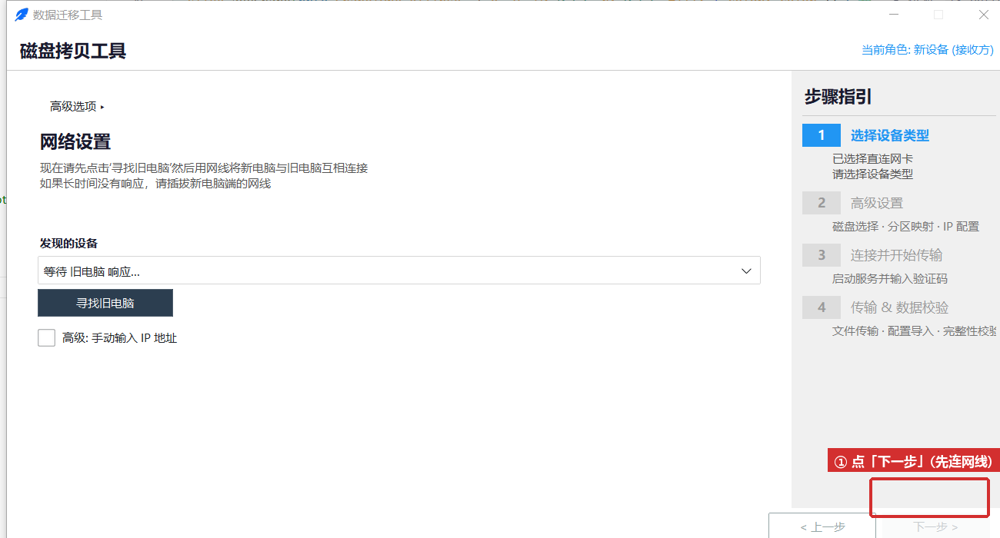 数据迁移工具
磁盘拷贝工具
当前角色: 新设备 (接收方)
高级选项 ▸
网络设置
现在请先点击‘寻找旧电脑’然后用网线将新电脑与旧电脑互相连接
如果长时间没有响应，请插拔新电脑端的网线
发现的设备
等待 旧电脑 响应...
寻找旧电脑
高级: 手动输入 IP 地址
步骤指引
1 选择设备类型
已选择直连网卡
请选择设备类型
2 高级设置
磁盘选择 · 分区映射 · IP 配置
3 连接并开始传输
启动服务并输入验证码
4 传输 & 数据校验
文件传输 · 配置导入 · 完整性校验
① 点「下一步」(先连网线)
< 上一步
下一步 >